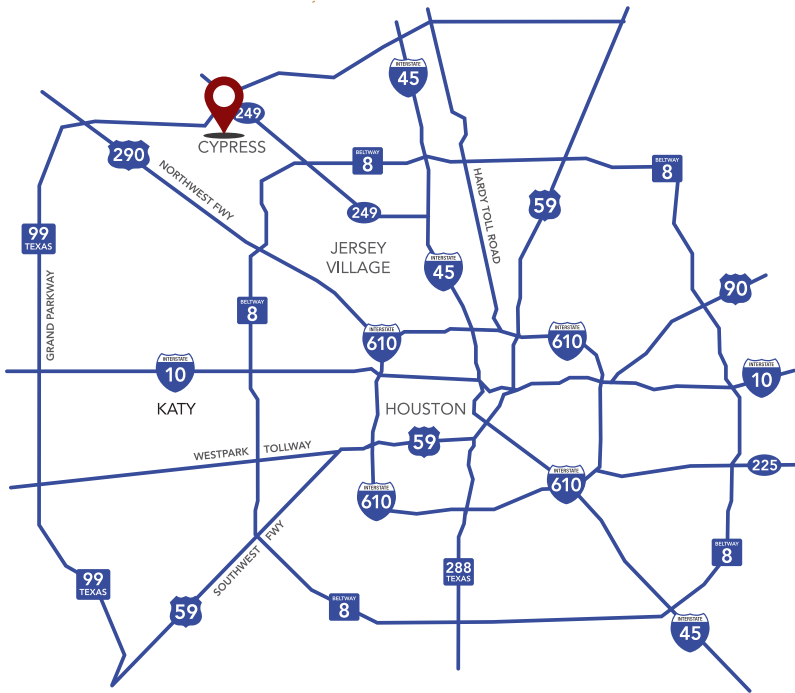 INTERSTATE
45
249
CYPRESS
290
BELTWAY
8
BELTWAY
8
NORTHWEST FWY
HARDY TOLL ROAD
59
249
99
TEXAS
JERSEY
VILLAGE
INTERSTATE
45
90
GRAND PARKWAY
BELTWAY
8
INTERSTATE
610
INTERSTATE
610
INTERSTATE
10
INTERSTATE
10
KATY
HOUSTON
59
WESTPARK TOLLWAY
225
INTERSTATE
610
INTERSTATE
610
SOUTHWEST FWY
BELTWAY
8
288
TEXAS
99
TEXAS
59
BELTWAY
8
INTERSTATE
45